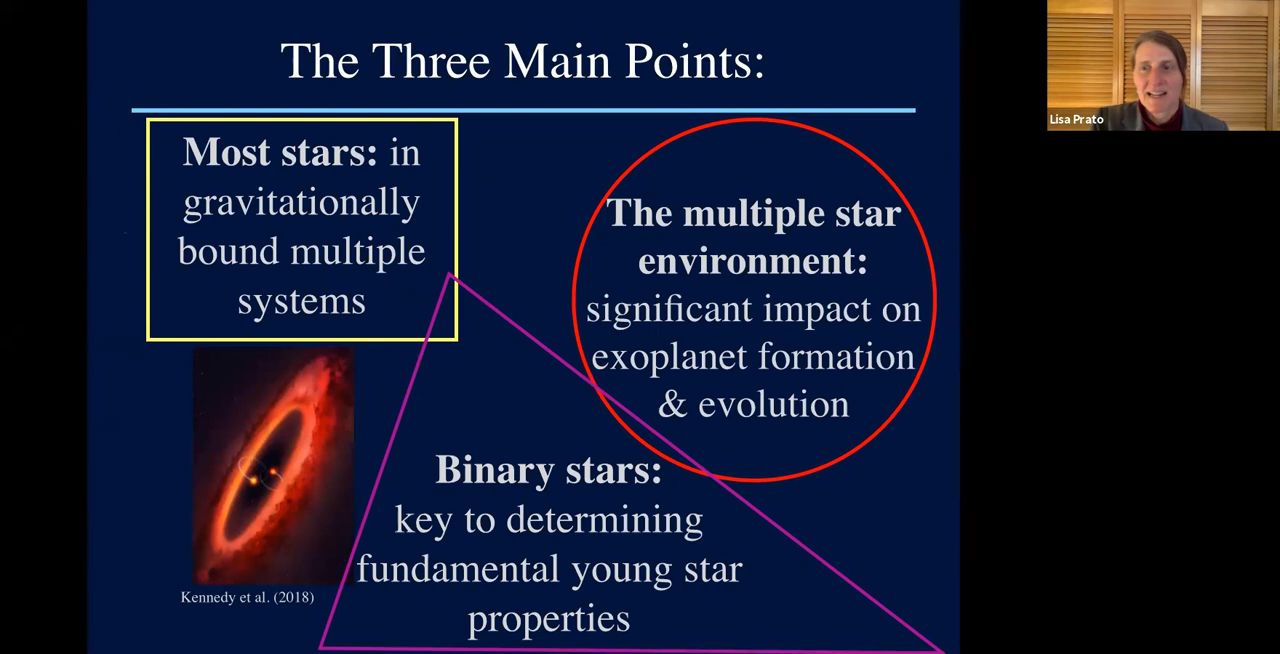 The Three Main Points:
Most stars: in
gravitationally
bound multiple
systems
The multiple star
environment:
significant impact on
exoplanet formation
& evolution
Binary stars:
key to determining
fundamental young star
properties
Kennedy et al. (2018)
Lisa Prato